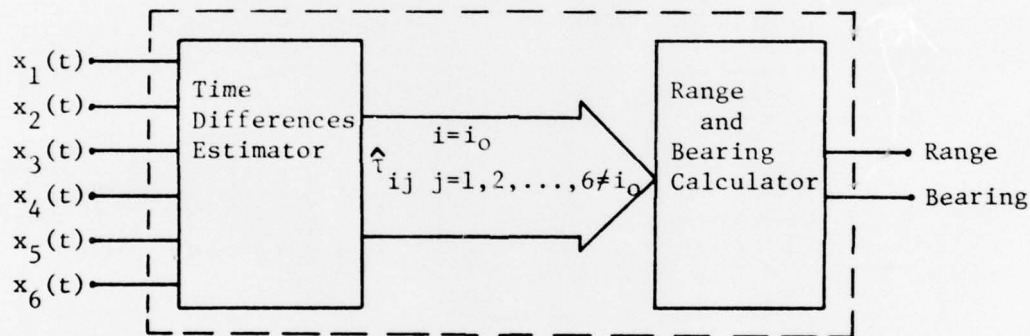 x1(t)
x2(t)
x3(t)
x4(t)
x5(t)
x6(t)
Time
Differences
Estimator
i=io
τ̂ij j=1,2,...,6≠io
Range
and
Bearing
Calculator
Range
Bearing